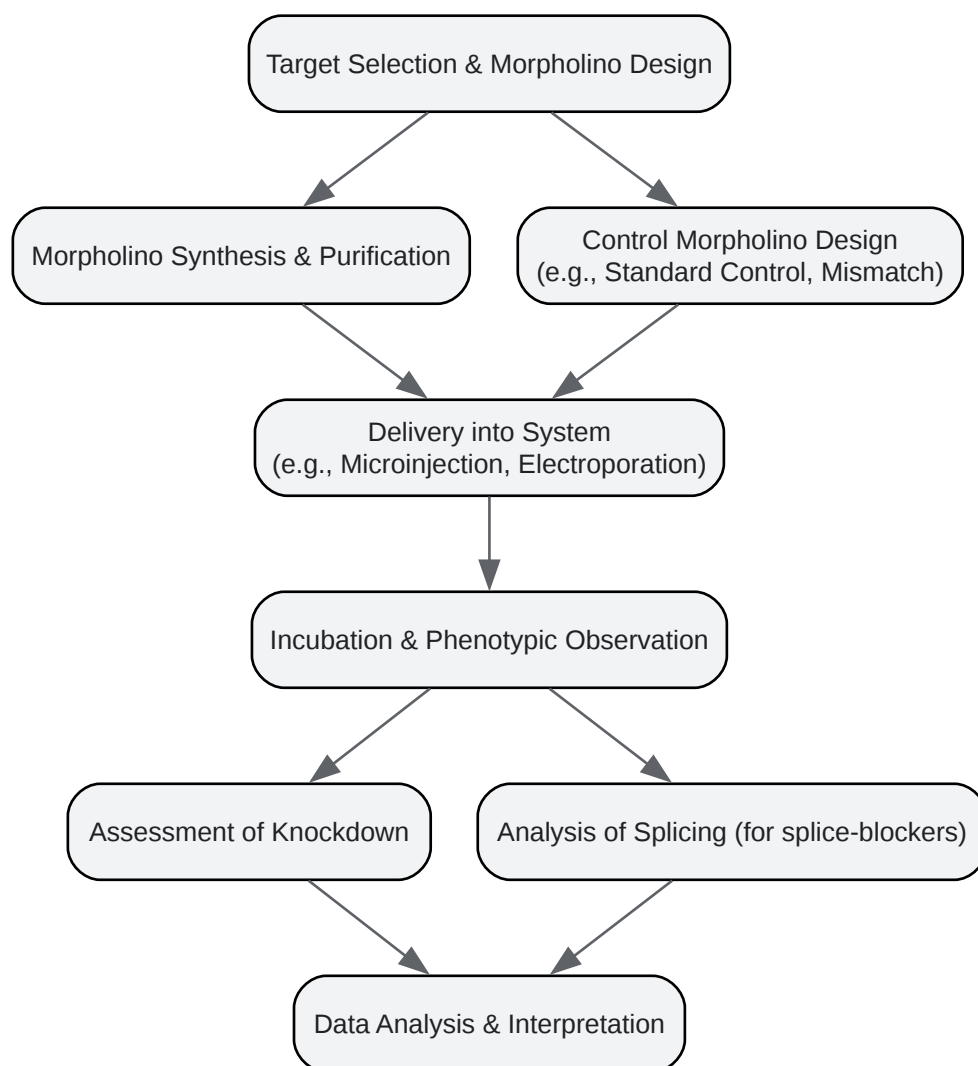 Target Selection & Morpholino Design
Morpholino Synthesis & Purification
Control Morpholino Design
(e.g., Standard Control, Mismatch)
Delivery into System
(e.g., Microinjection, Electroporation)
Incubation & Phenotypic Observation
Assessment of Knockdown
Analysis of Splicing (for splice-blockers)
Data Analysis & Interpretation